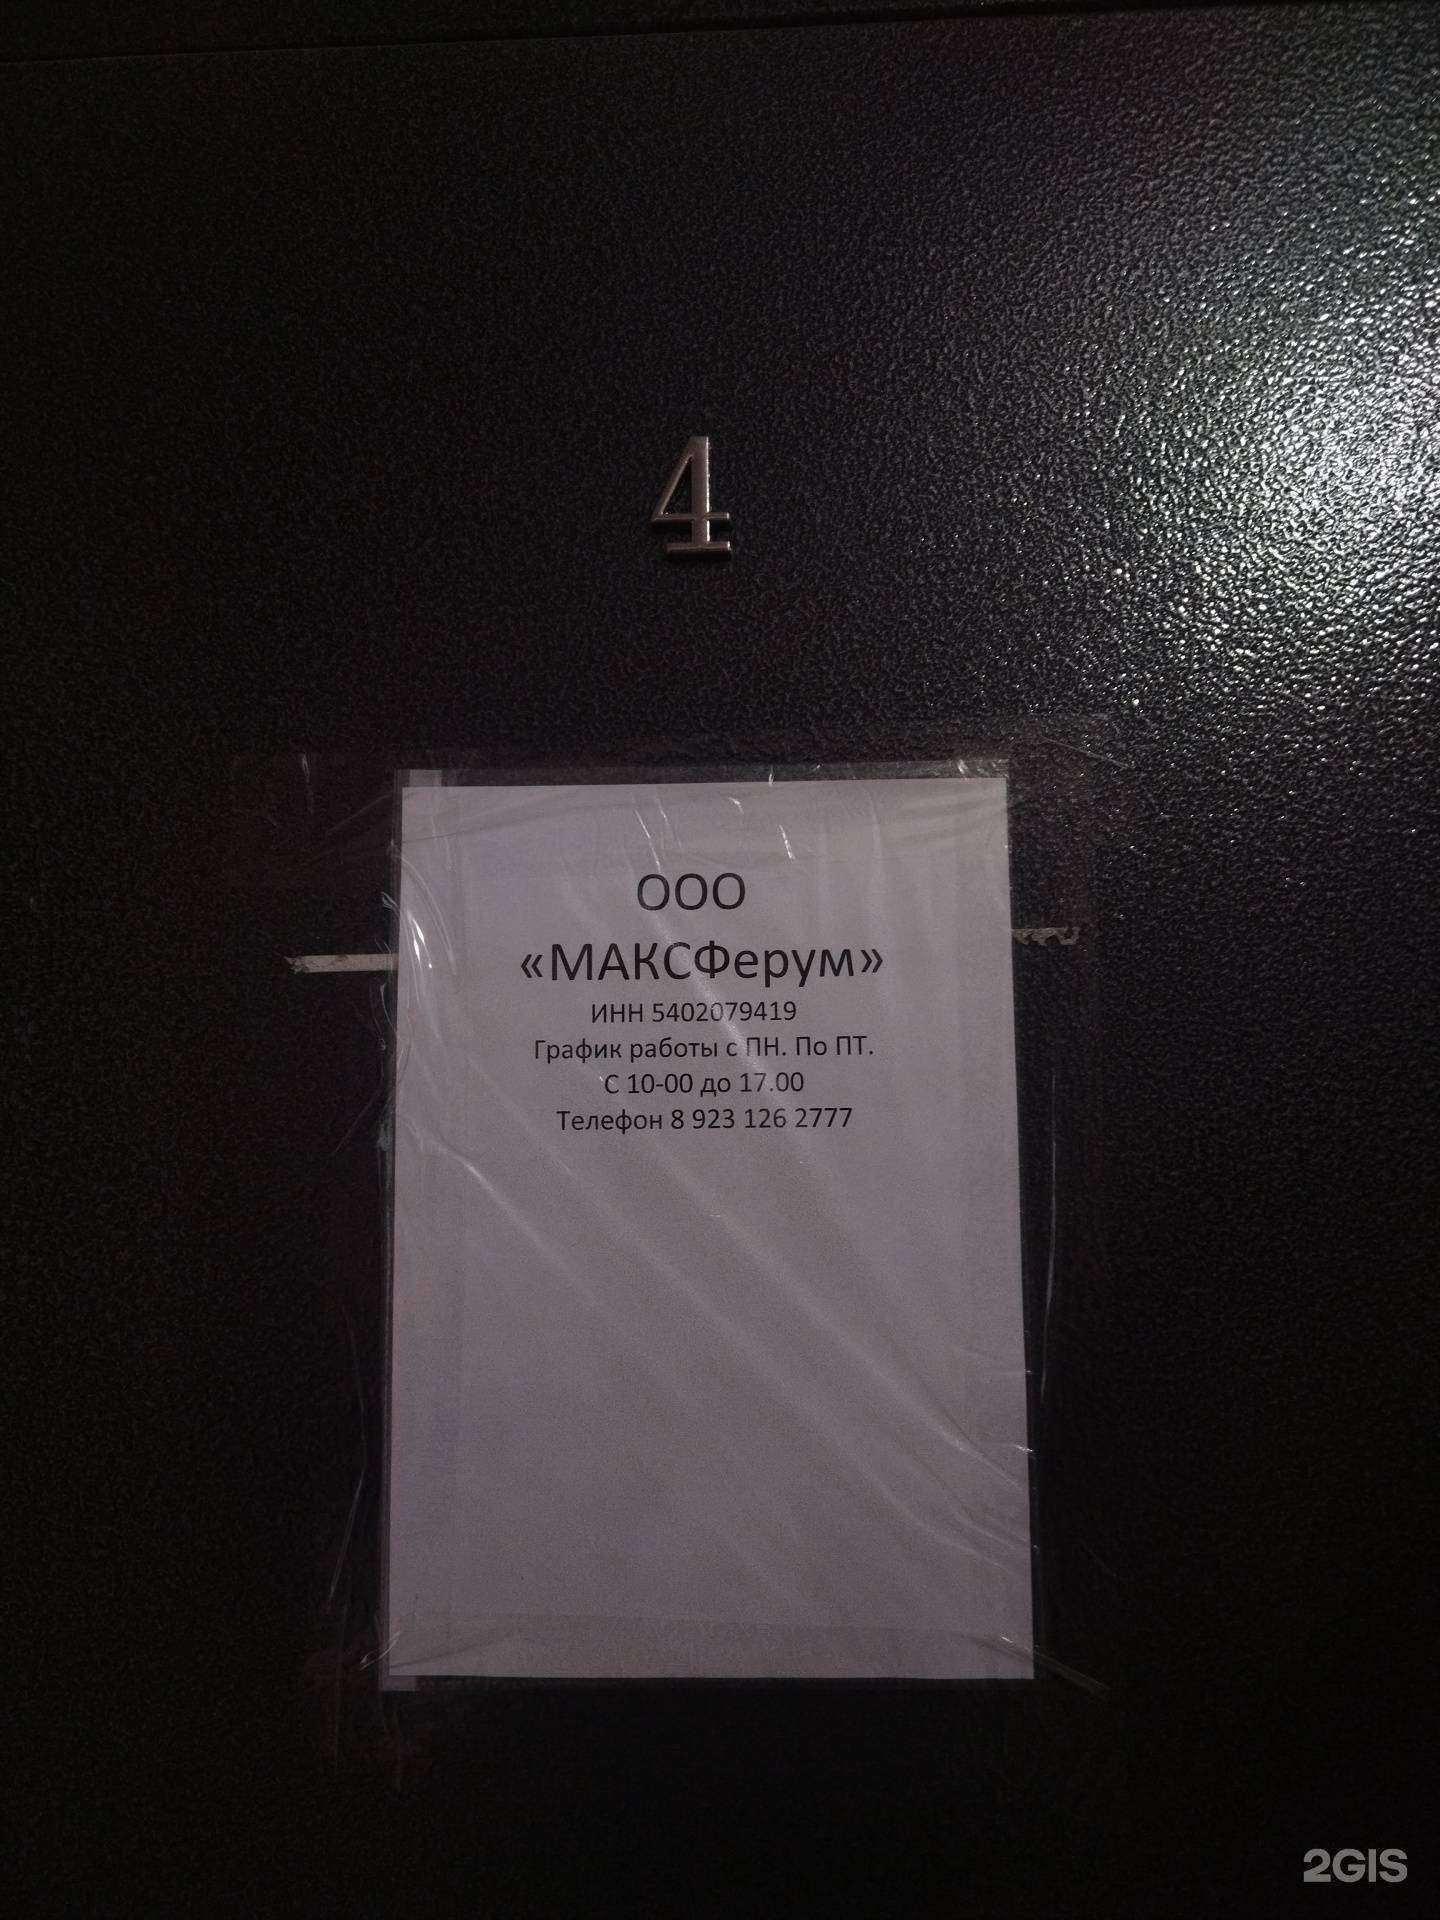 4
ООО
«МАКСФерум»
ИНН 5402079419
График работы с ПН. По ПТ.
С 10-00 до 17.00
Телефон 8 923 126 2777
2GIS